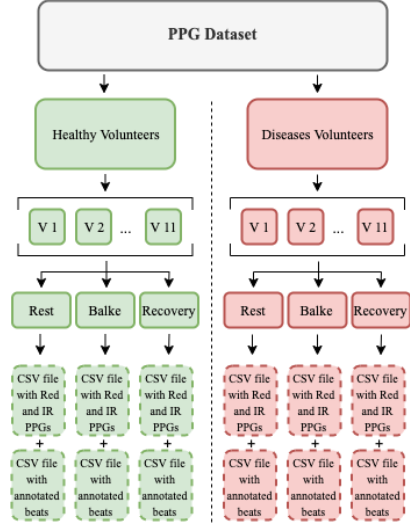 PPG Dataset
Healthy Volunteers
Diseases Volunteers
V 1 V 2 ... V 11
V 1 V 2 ... V 11
Rest Balke Recovery
Rest Balke Recovery
CSV file CSV file CSV file
with Red with Red with Red
and IR and IR and IR
PPGs PPGs PPGs
+ + +
CSV file CSV file CSV file
with with with
annotated annotated annotated
beats beats beats
CSV file CSV file CSV file
with Red with Red with Red
and IR and IR and IR
PPGs PPGs PPGs
+ + +
CSV file CSV file CSV file
with with with
annotated annotated annotated
beats beats beats